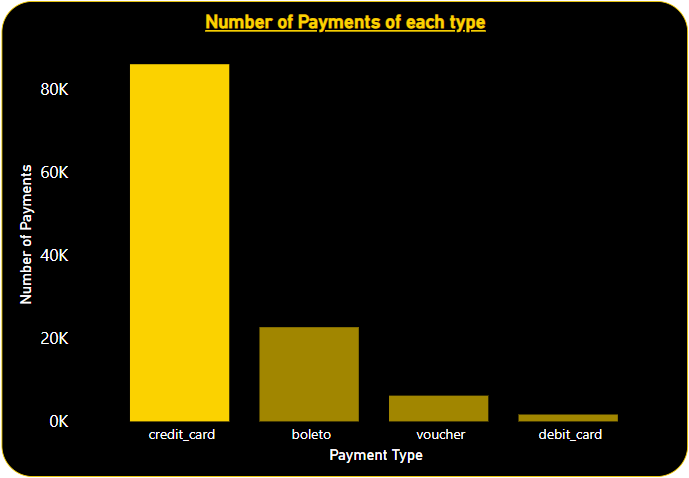 Number of Payments of each type
80K
60K
40K
20K
0K
Number of Payments
credit_card boleto voucher debit_card
Payment Type